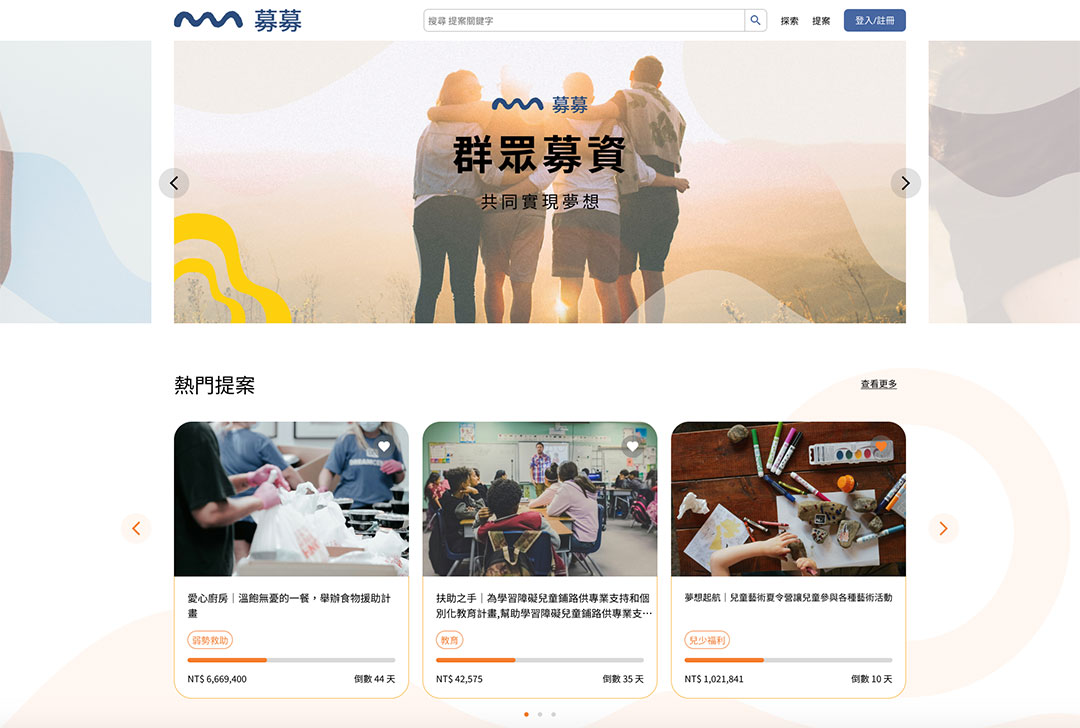 募募
搜尋 提案關鍵字
探索
提案
登入/註冊
募募
群眾募資
共同實現夢想
熱門提案
查看更多
愛心廚房｜溫飽無憂的一餐，舉辦食物援助計
畫
弱勢救助
NT$ 6,669,400
倒數 44 天
扶助之手｜為學習障礙兒童鋪路供專業支持和個
別化教育計畫,幫助學習障礙兒童鋪路供專業支…
教育
NT$ 42,575
倒數 35 天
夢想起航｜兒童藝術夏令營讓兒童參與各種藝術活動
兒少福利
NT$ 1,021,841
倒數 10 天